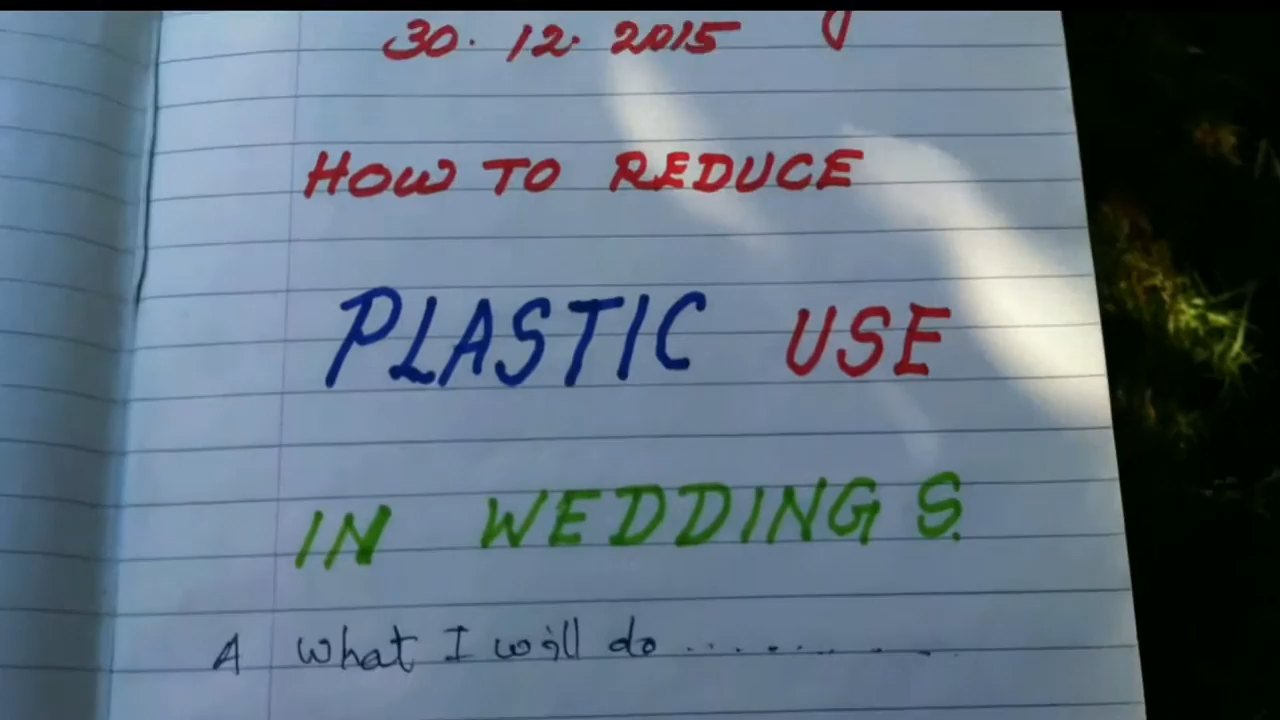 30.12.2015
HOW TO REDUCE
PLASTIC USE
IN WEDDINGS.
A What I will do ..........